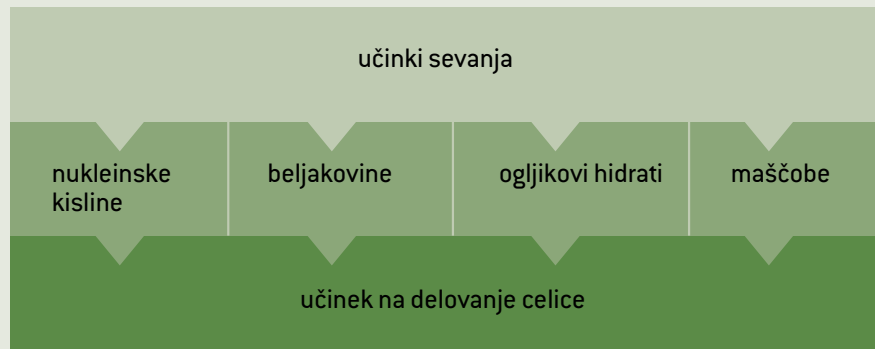 učinki sevanja
nukleinske
kisline
beljakovine
ogljikovi hidrati
maščobe
učinek na delovanje celice